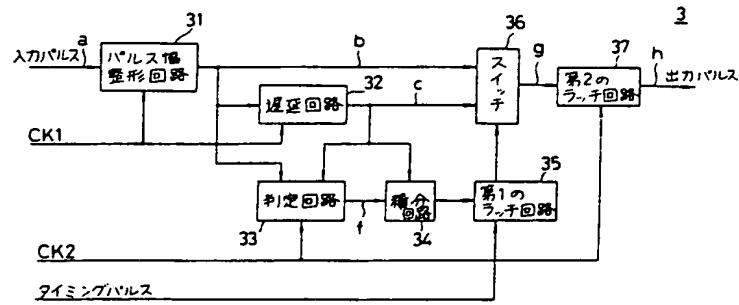 3
31
36
入力パルス
a
パルス幅
整形回路
b
スイッチ
g
37
第2の
ラッチ回路
h
出力パルス
32
遅延回路
c
CK1
35
判定回路
33
f
積分
回路
34
第1の
ラッチ回路
CK2
タイミングパルス